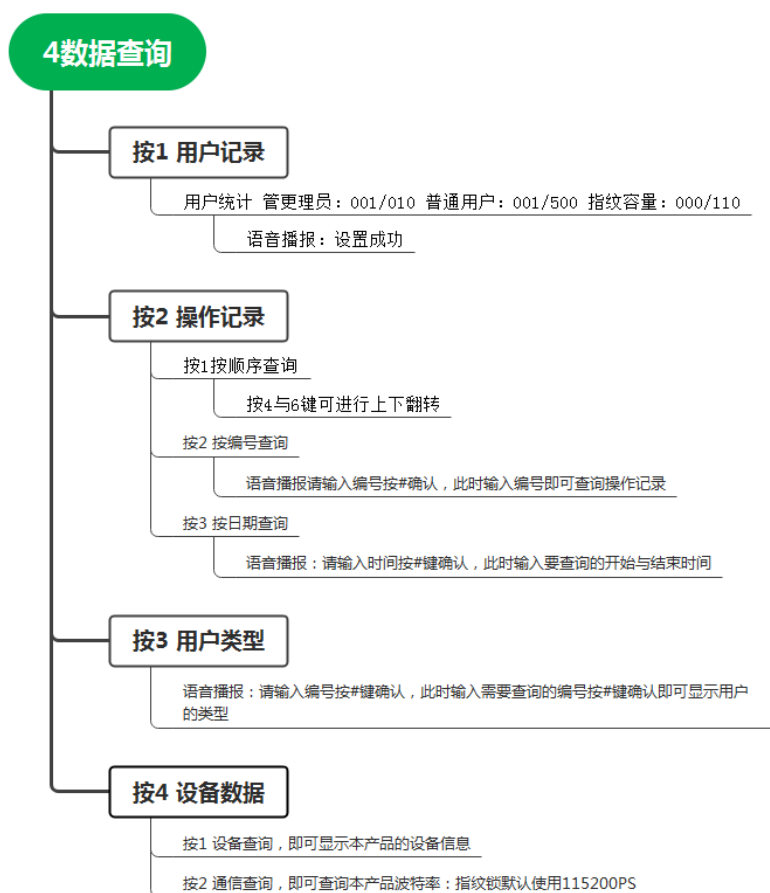 4数据查询
按1 用户记录
用户统计 管更理员：001/010 普通用户：001/500 指纹容量：000/110
语音播报：设置成功
按2 操作记录
按1按顺序查询
按4与6键可进行上下翻转
按2 按编号查询
语音播报请输入编号按#确认，此时输入编号即可查询操作记录
按3 按日期查询
语音播报：请输入时间按#键确认，此时输入要查询的开始与结束时间
按3 用户类型
语音播报：请输入编号按#键确认，此时输入需要查询的编号按#键确认即可显示用户
的类型
按4 设备数据
按1 设备查询，即可显示本产品的设备信息
按2 通信查询，即可查询本产品波特率：指纹锁默认使用115200PS